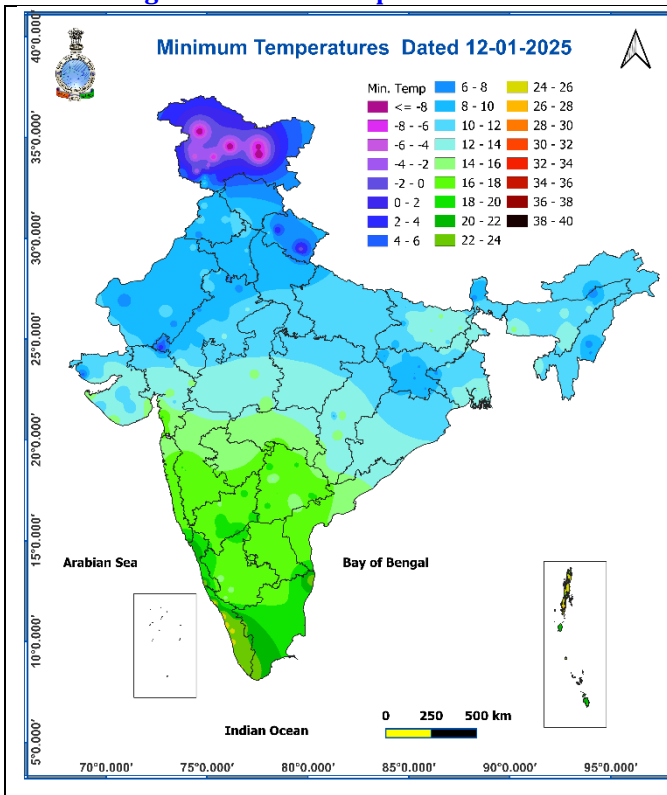 Minimum Temperatures Dated 12-01-2025
Min. Temp
<= -8
-8 - -6
-6 - -4
-4 - -2
-2 - 0
0 - 2
2 - 4
4 - 6
6 - 8
8 - 10
10 - 12
12 - 14
14 - 16
16 - 18
18 - 20
20 - 22
22 - 24
24 - 26
26 - 28
28 - 30
30 - 32
32 - 34
34 - 36
36 - 38
38 - 40
40°0.000'
35°0.000'
30°0.000'
25°0.000'
20°0.000'
15°0.000'
10°0.000'
5°0.000'
Arabian Sea
Bay of Bengal
Indian Ocean
0 250 500 km
70°0.000' 75°0.000' 80°0.000' 85°0.000' 90°0.000' 95°0.000'